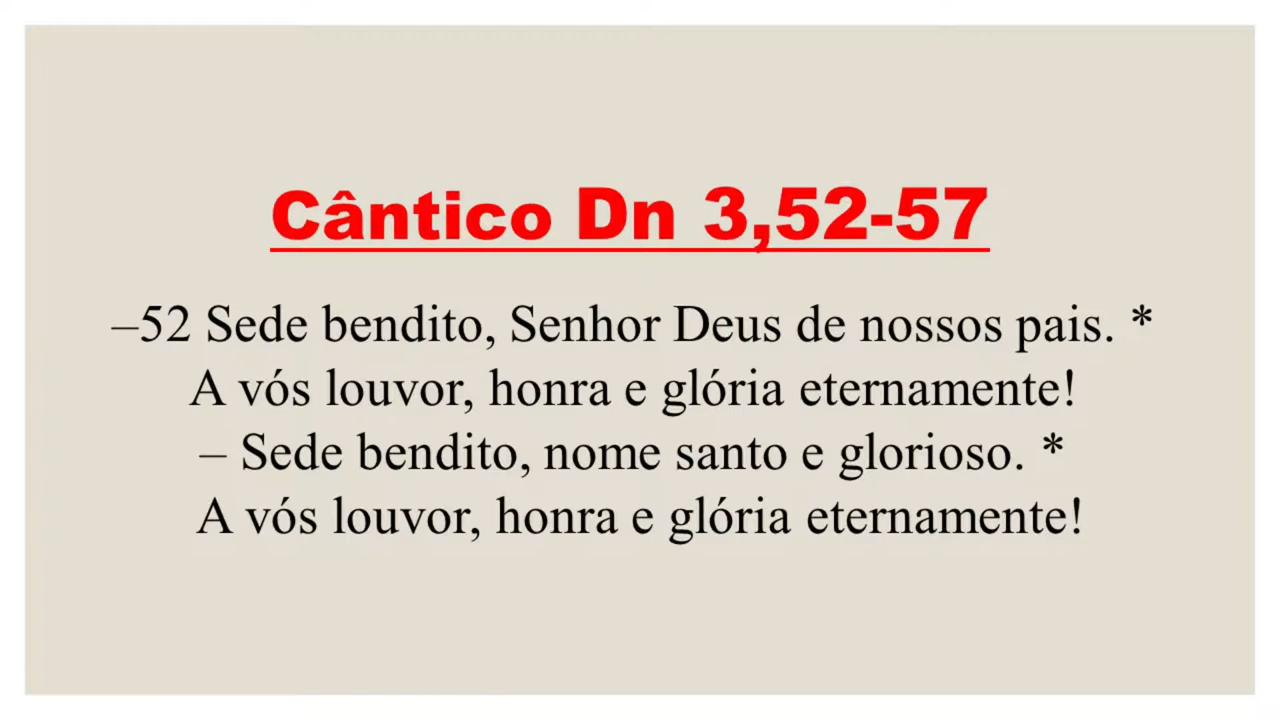 Cântico Dn 3,52-57
–52 Sede bendito, Senhor Deus de nossos pais. *
A vós louvor, honra e glória eternamente!
– Sede bendito, nome santo e glorioso. *
A vós louvor, honra e glória eternamente!